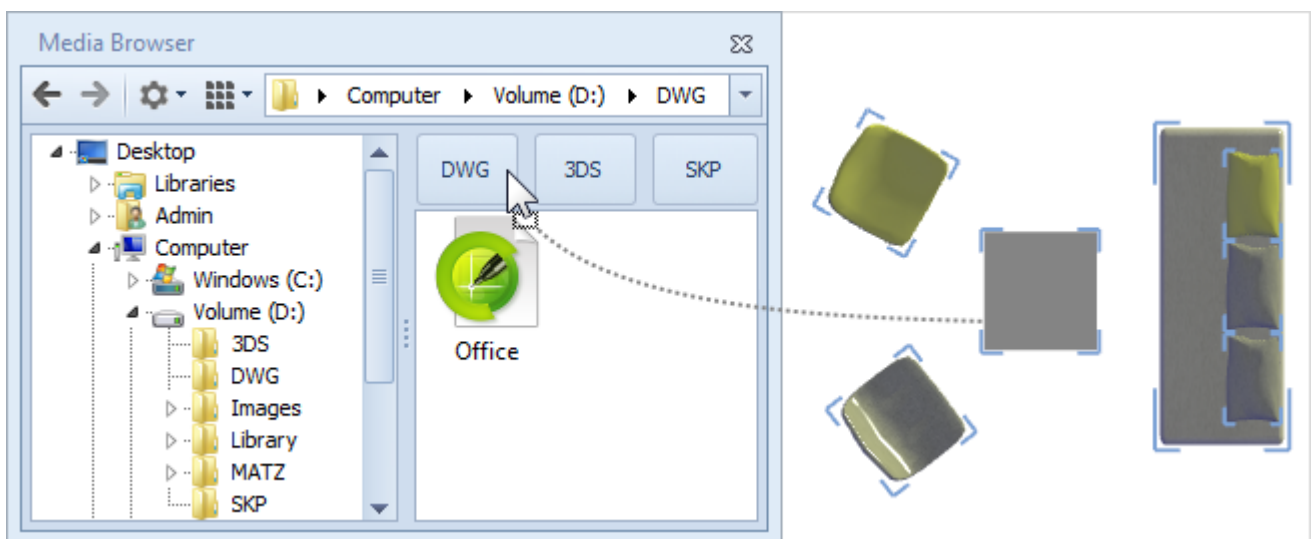 Media Browser
Computer Volume (D:) DWG
Desktop
Libraries
Admin
Computer
Windows (C:)
Volume (D:)
3DS
DWG
Images
Library
MATZ
SKP
DWG 3DS SKP
Office